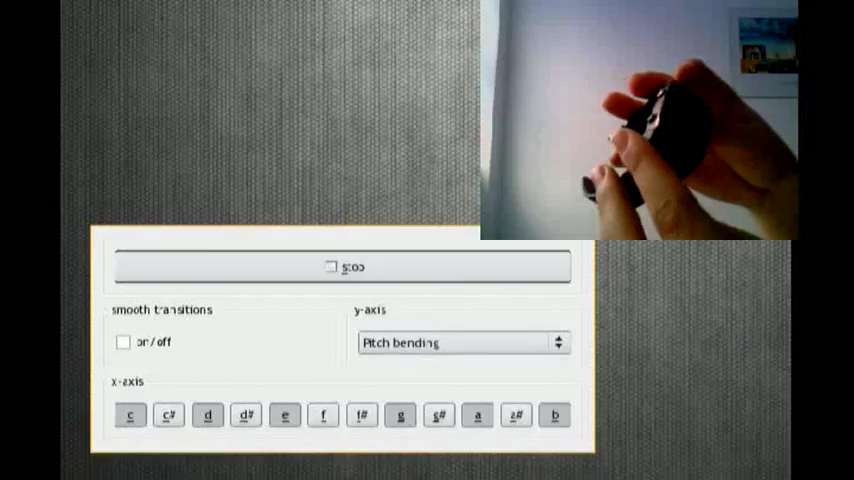 stop
smooth transitions
y-axis
on/off
Pitch bending
x-axis
c c# d d# e f f# g g# a a# b